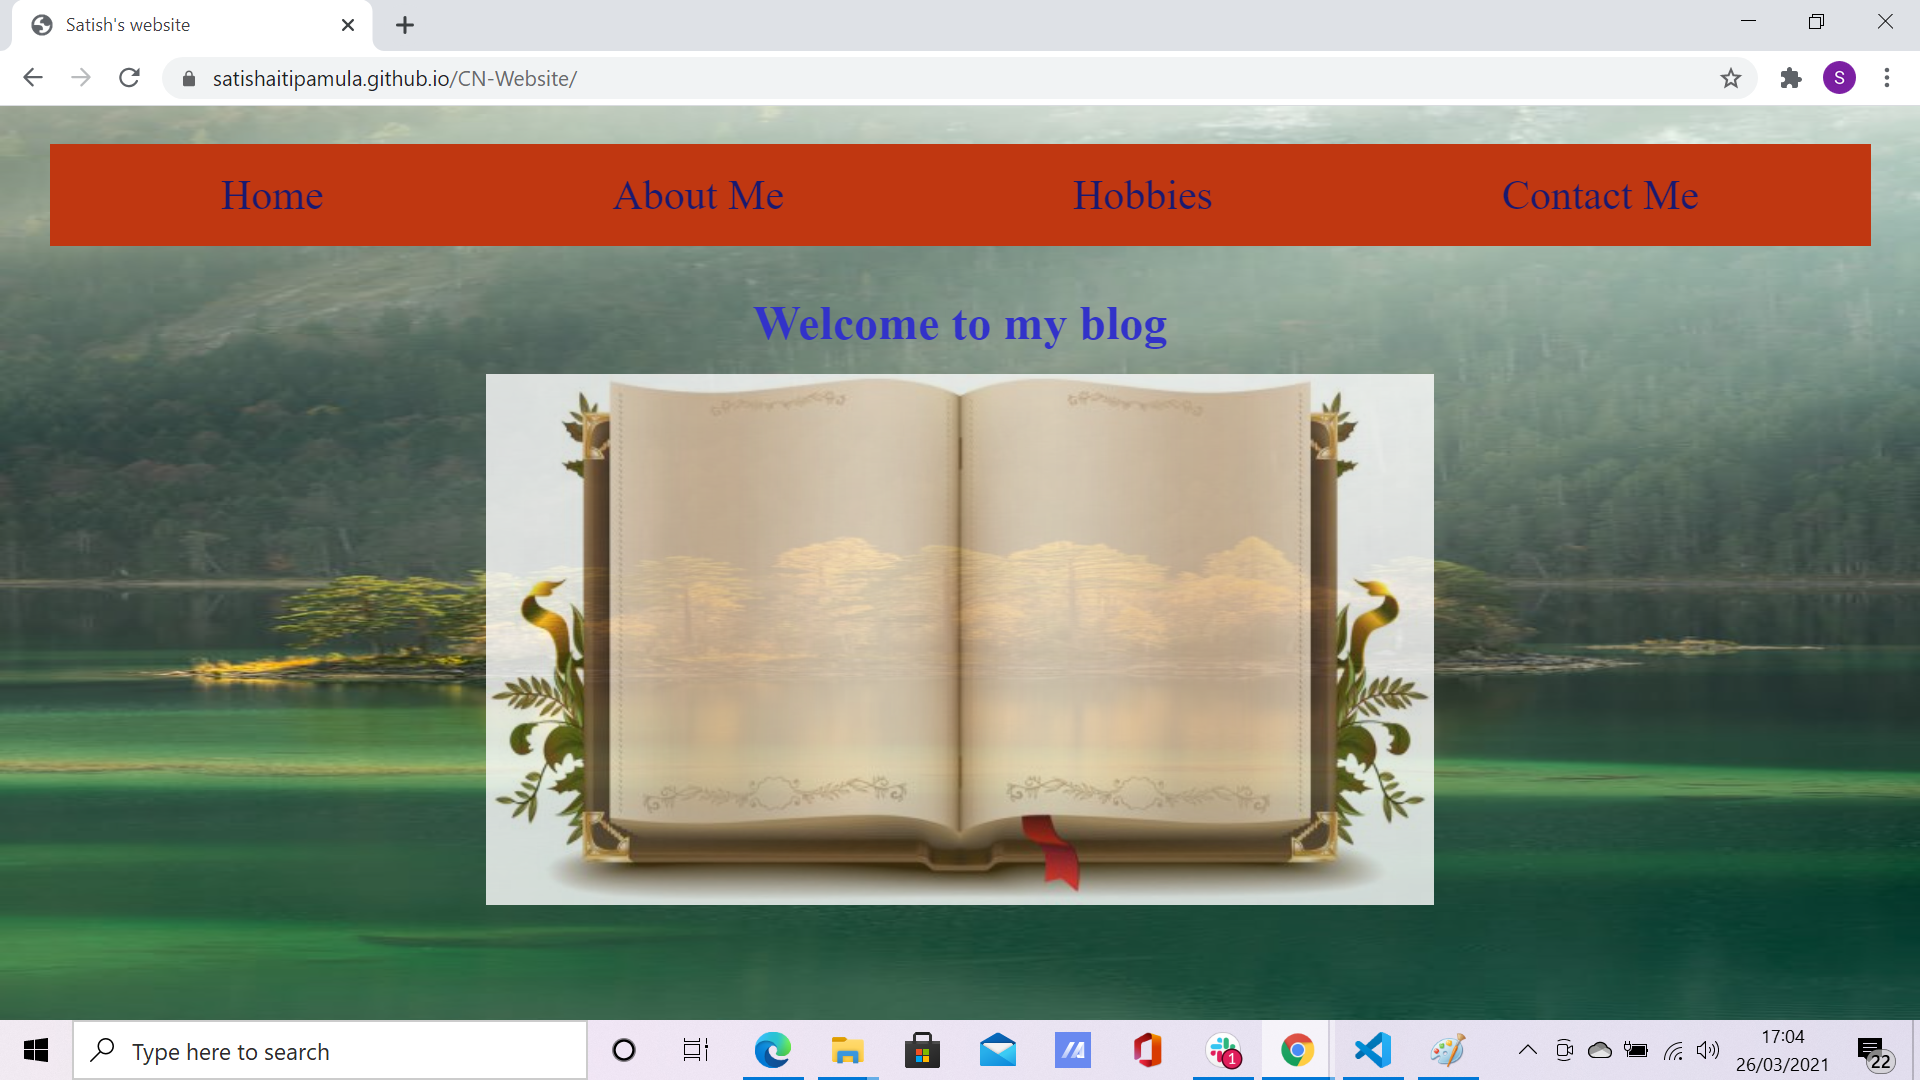 Satish's website
satishaitipamula.github.io/CN-Website/
S
Home About Me Hobbies Contact Me
Welcome to my blog
Type here to search
1
17:04
26/03/2021
22